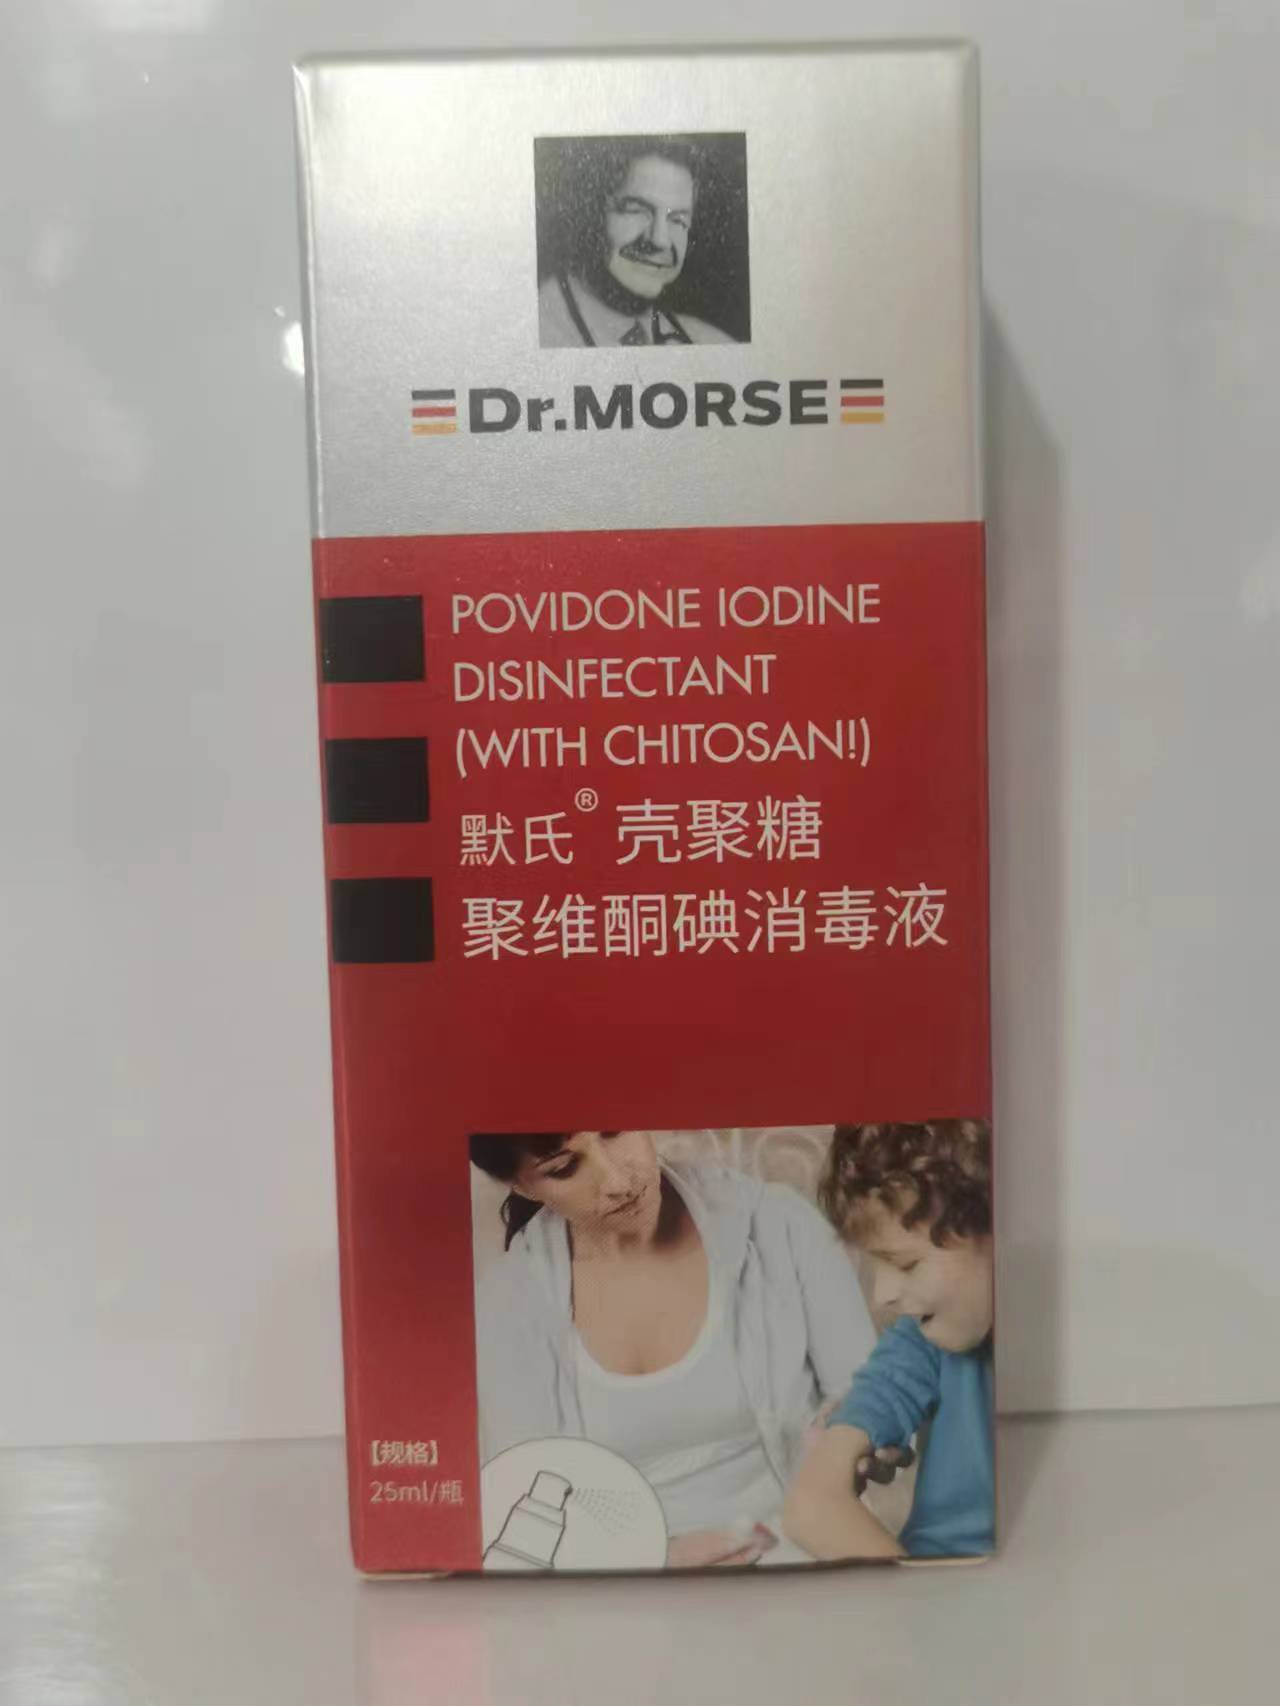 Dr.MORSE
POVIDONE IODINE
DISINFECTANT
(WITH CHITOSAN!)
默氏® 壳聚糖
聚维酮碘消毒液
【规格】
25ml/瓶